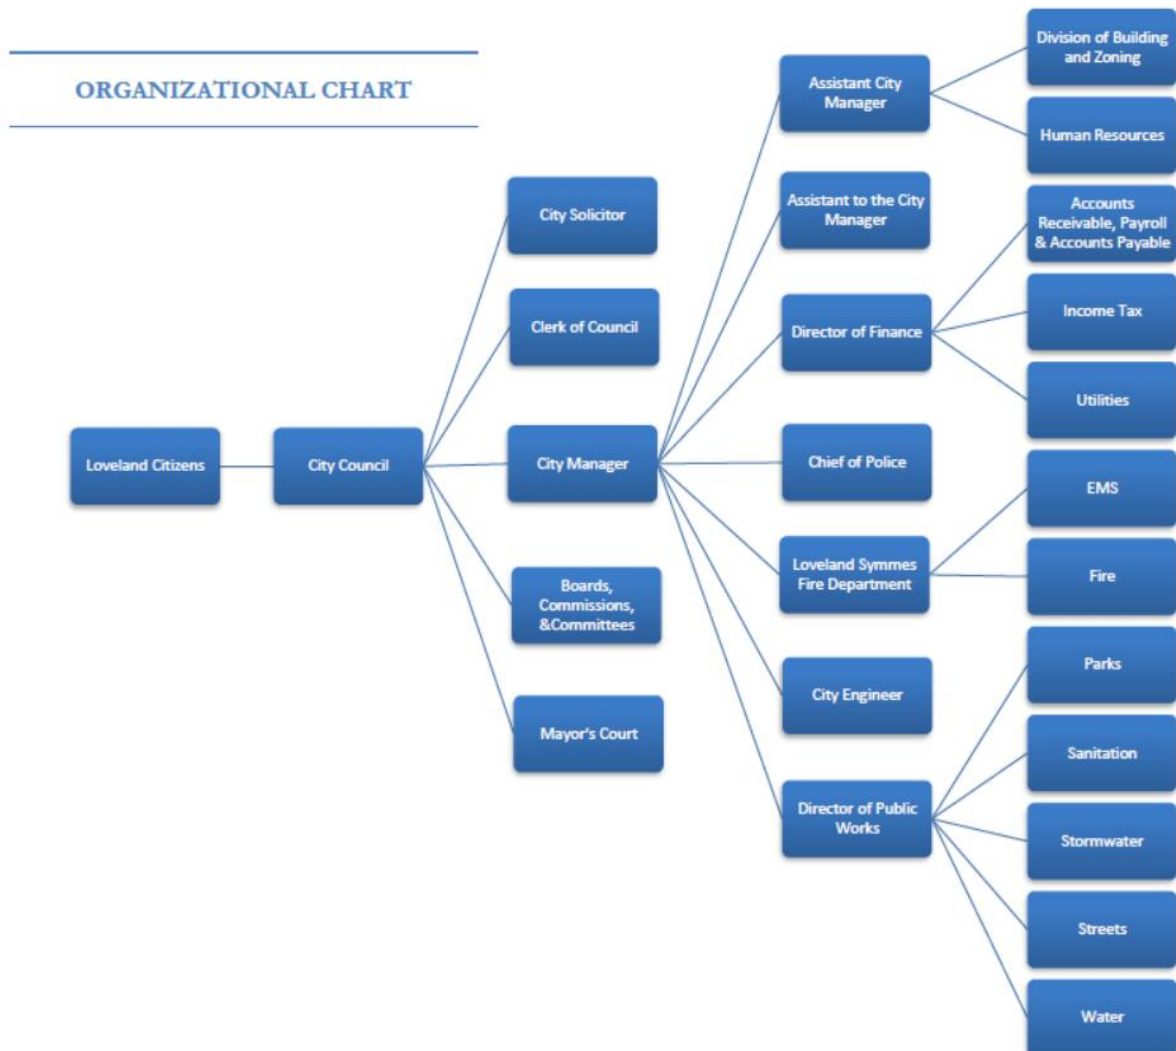 ORGANIZATIONAL CHART
Loveland Citizens
City Council
City Solicitor
Clerk of Council
City Manager
Boards,
Commissions,
&Committees
Mayor's Court
Assistant City
Manager
Assistant to the City
Manager
Director of Finance
Chief of Police
Loveland Symmes
Fire Department
City Engineer
Director of Public
Works
Division of Building
and Zoning
Human Resources
Accounts
Receivable, Payroll
& Accounts Payable
Income Tax
Utilities
EMS
Fire
Parks
Sanitation
Stormwater
Streets
Water